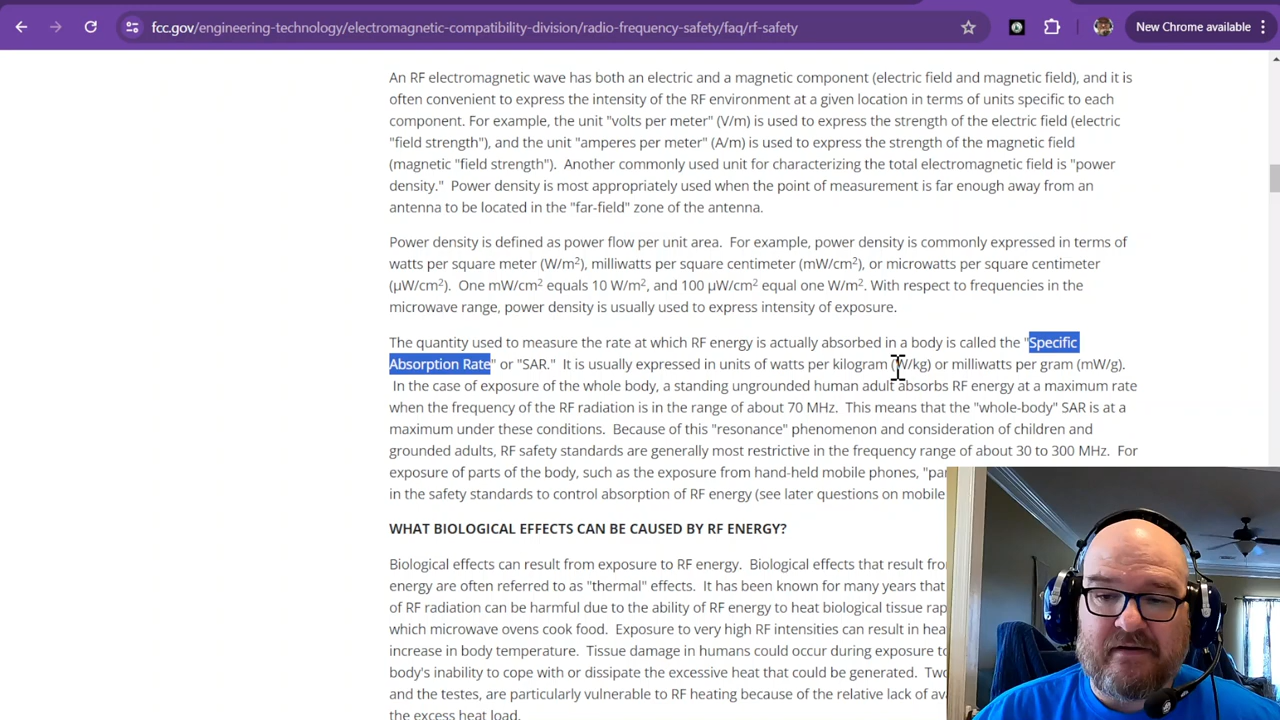 fcc.gov/engineering-technology/electromagnetic-compatibility-division/radio-frequency-safety/faq/rf-safety
New Chrome available
An RF electromagnetic wave has both an electric and a magnetic component (electric field and magnetic field), and it is
often convenient to express the intensity of the RF environment at a given location in terms of units specific to each
component. For example, the unit "volts per meter" (V/m) is used to express the strength of the electric field (electric
"field strength"), and the unit "amperes per meter" (A/m) is used to express the strength of the magnetic field
(magnetic "field strength"). Another commonly used unit for characterizing the total electromagnetic field is "power
density." Power density is most appropriately used when the point of measurement is far enough away from an
antenna to be located in the "far-field" zone of the antenna.
Power density is defined as power flow per unit area. For example, power density is commonly expressed in terms of
watts per square meter (W/m²), milliwatts per square centimeter (mW/cm²), or microwatts per square centimeter
(µW/cm²). One mW/cm² equals 10 W/m², and 100 µW/cm² equal one W/m². With respect to frequencies in the
microwave range, power density is usually used to express intensity of exposure.
The quantity used to measure the rate at which RF energy is actually absorbed in a body is called the "Specific
Absorption Rate" or "SAR." It is usually expressed in units of watts per kilogram (W/kg) or milliwatts per gram (mW/g).
In the case of exposure of the whole body, a standing ungrounded human adult absorbs RF energy at a maximum rate
when the frequency of the RF radiation is in the range of about 70 MHz. This means that the "whole-body" SAR is at a
maximum under these conditions. Because of this "resonance" phenomenon and consideration of children and
grounded adults, RF safety standards are generally most restrictive in the frequency range of about 30 to 300 MHz. For
exposure of parts of the body, such as the exposure from hand-held mobile phones,
in the safety standards to control absorption of RF energy (see later questions on mobile
WHAT BIOLOGICAL EFFECTS CAN BE CAUSED BY RF ENERGY?
Biological effects can result from exposure to RF energy. Biological effects that result
energy are often referred to as "thermal" effects. It has been known for many years that
of RF radiation can be harmful due to the ability of RF energy to heat biological tissue
which microwave ovens cook food. Exposure to very high RF intensities can result in
increase in body temperature. Tissue damage in humans could occur during exposure
body's inability to cope with or dissipate the excessive heat that could be generated.
and the testes, are particularly vulnerable to RF heating because of the relative lack of
the excess heat load.